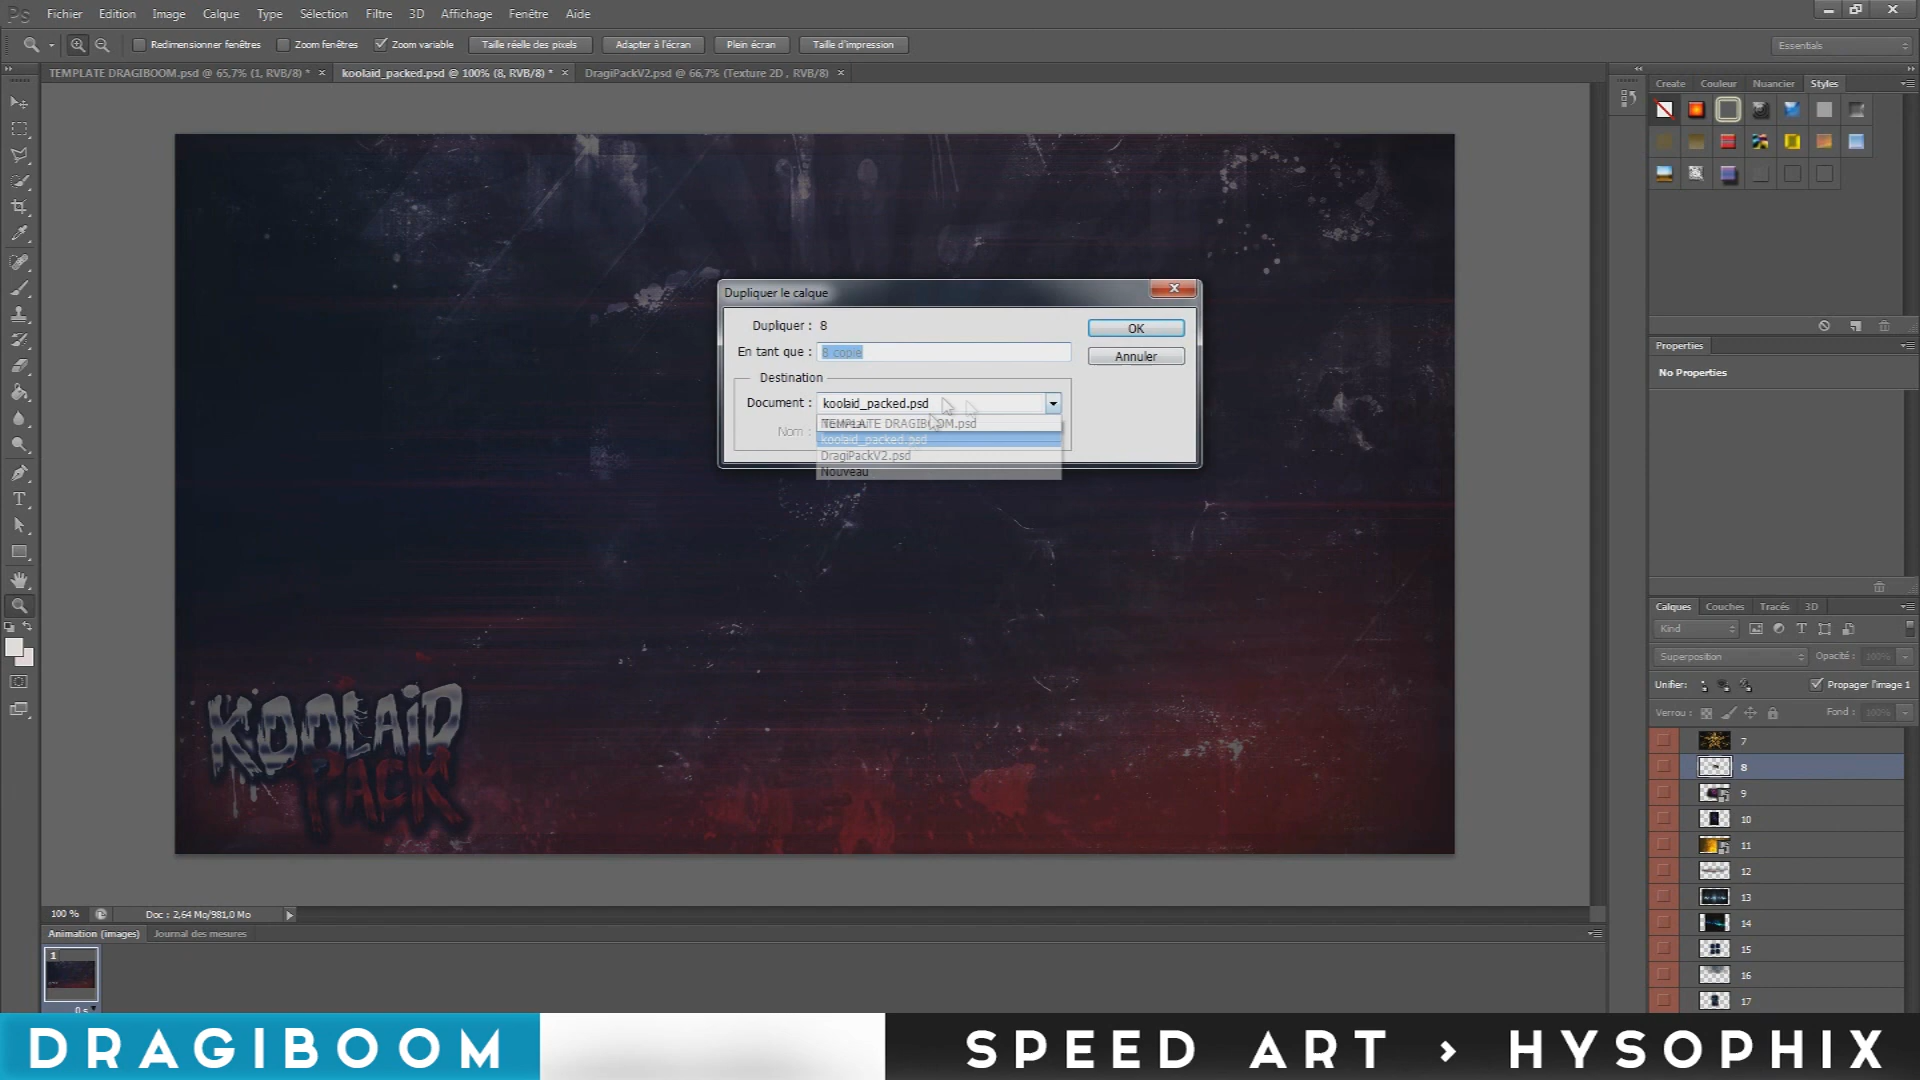 Ps Fichier Edition Image Calque Type Sélection Filtre 3D Affichage Fenêtre Aide
Redimensionner fenêtres Zoom fenêtres Zoom variable Taille réelle des pixels Adapter à l'écran Plein écran Taille d'impression Essentials
TEMPLATE DRAGIBOOM.psd @ 65,7% (1, RVB/8) * × koolaid_packed.psd @ 100% (8, RVB/8) * × DragiPackV2.psd @ 66,7% (Texture 2D , RVB/8) ×
Create Couleur Nuancier Styles
Dupliquer le calque
Dupliquer : 8
OK
En tant que : 8 copie
Annuler
Destination
Document : koolaid_packed.psd
TEMPLATE DRAGIBOOM.psd
Nom :
koolaid_packed.psd
DragiPackV2.psd
Nouveau
Properties
No Properties
Calques Couches Tracés 3D
Kind
Superposition Opacité : 100%
Unifier: Propager l'image 1
Verrou : Fond : 100%
7
8
9
10
11
12
13
14
15
16
17
KOOLAID
PACK
100 % Doc : 2,64 Mo/981,0 Mo
Animation (images) Journal des mesures
1
0 s
DRAGIBOOM SPEED ART > HYSOPHIX